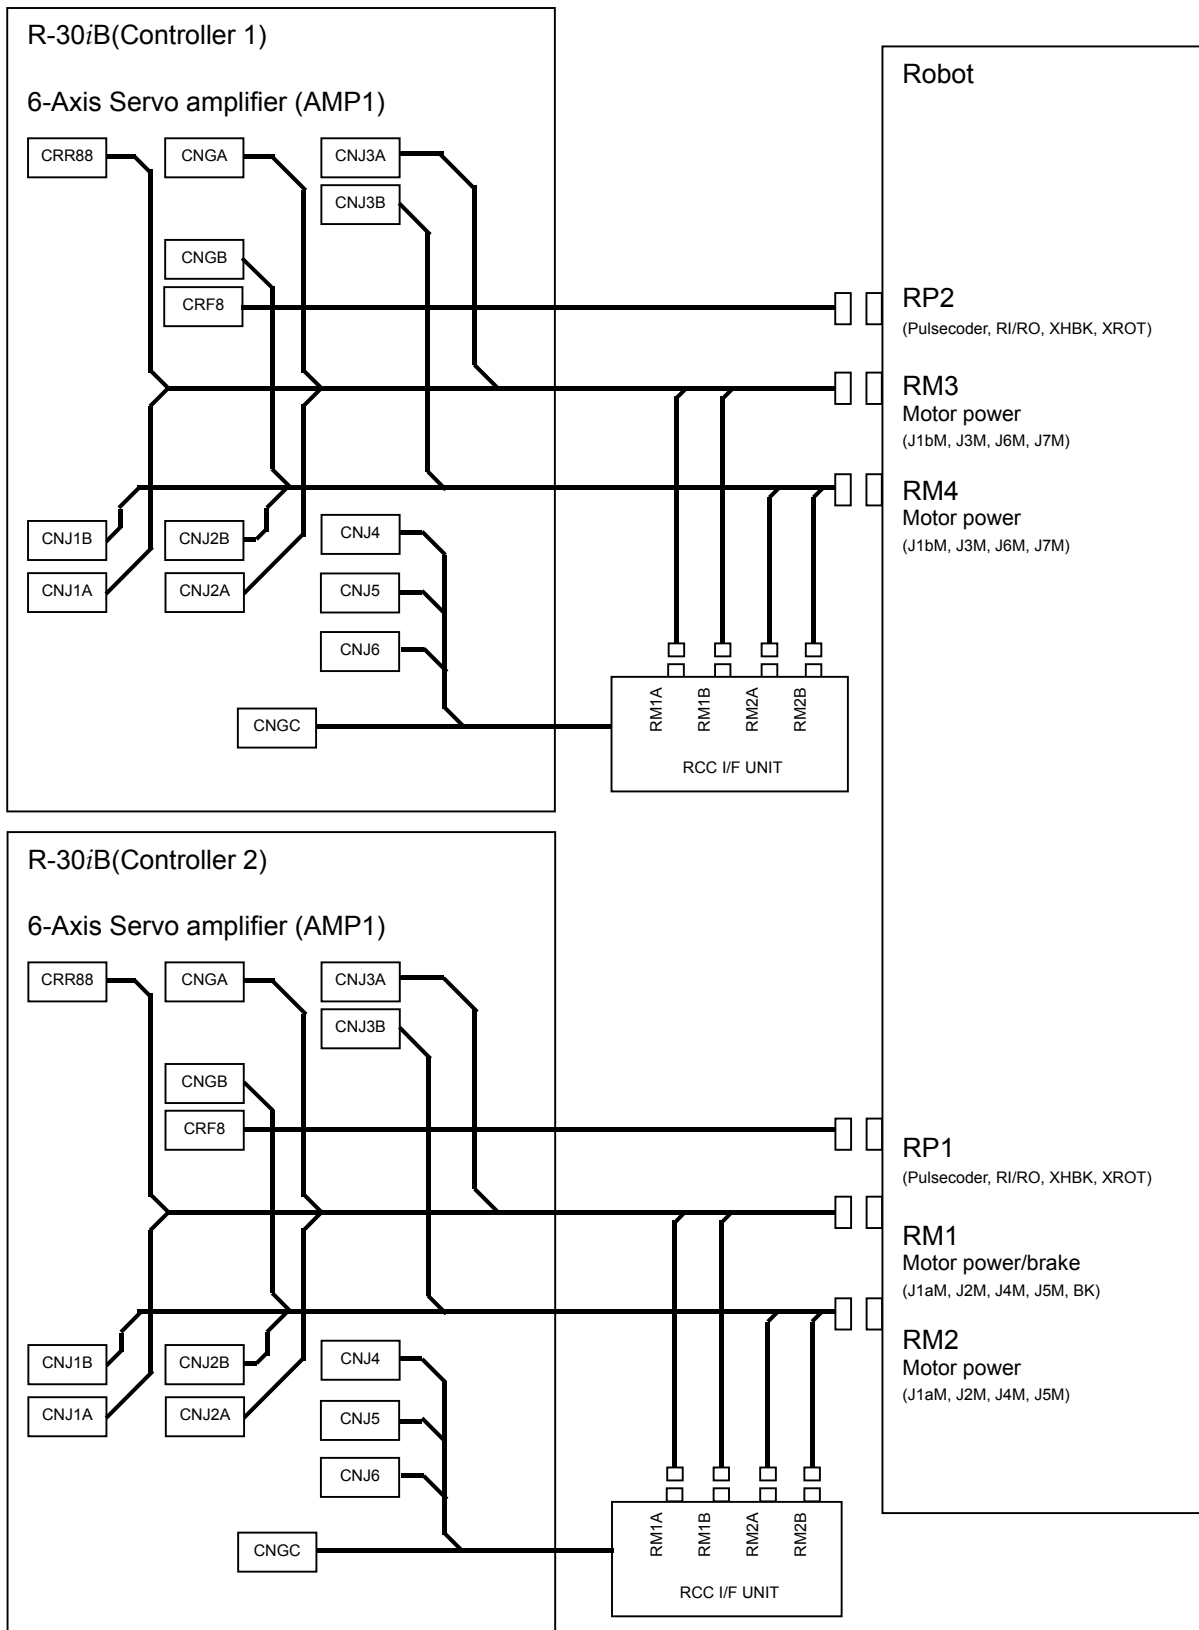 R-30iB(Controller 1)
6-Axis Servo amplifier (AMP1)
CRR88
CNGA
CNJ3A
CNJ3B
CNGB
CRF8
CNJ1B
CNJ2B
CNJ4
CNJ1A
CNJ2A
CNJ5
CNJ6
CNGC
RM1A
RM1B
RM2A
RM2B
RCC I/F UNIT
Robot
RP2
(Pulsecoder, RI/RO, XHBK, XROT)
RM3
Motor power
(J1bM, J3M, J6M, J7M)
RM4
Motor power
(J1bM, J3M, J6M, J7M)
R-30iB(Controller 2)
6-Axis Servo amplifier (AMP1)
CRR88
CNGA
CNJ3A
CNJ3B
CNGB
CRF8
CNJ1B
CNJ2B
CNJ4
CNJ1A
CNJ2A
CNJ5
CNJ6
CNGC
RM1A
RM1B
RM2A
RM2B
RCC I/F UNIT
RP1
(Pulsecoder, RI/RO, XHBK, XROT)
RM1
Motor power/brake
(J1aM, J2M, J4M, J5M, BK)
RM2
Motor power
(J1aM, J2M, J4M, J5M)